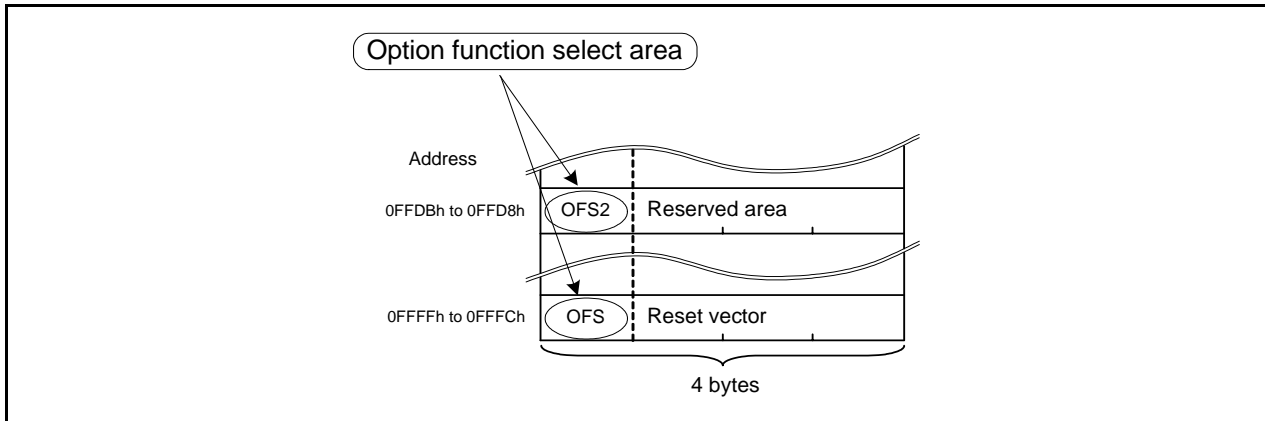 Option function select area
Address
0FFDBh to 0FFD8h OFS2 Reserved area
0FFFFh to 0FFFCh OFS Reset vector
4 bytes